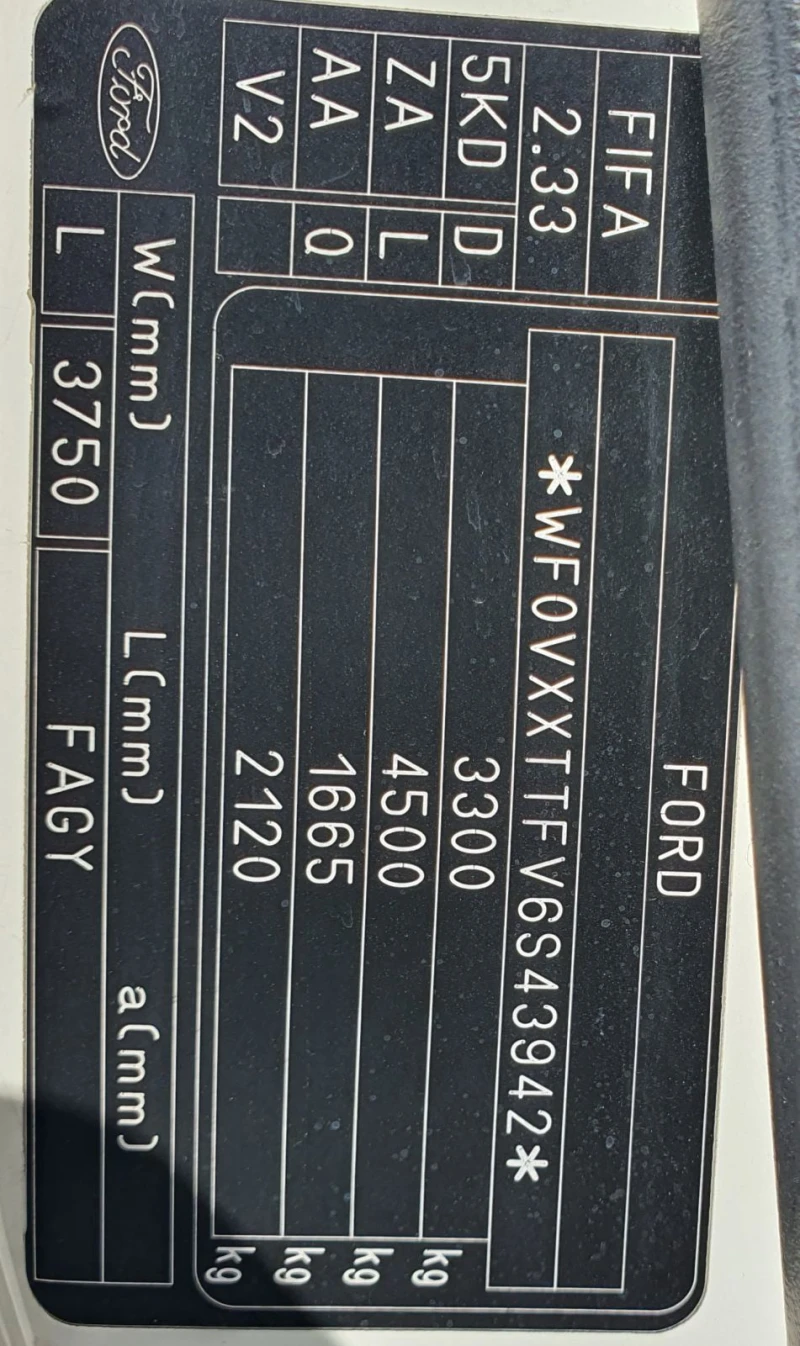 FORD
FIFA
2.33 *WF0VXXTTFV6S43942*
5KD D 3300 kg
ZA L 4500 kg
AA Q 1665 kg
V2 2120 kg
Ford W(mm) L(mm) a(mm)
L 3750 FAGY